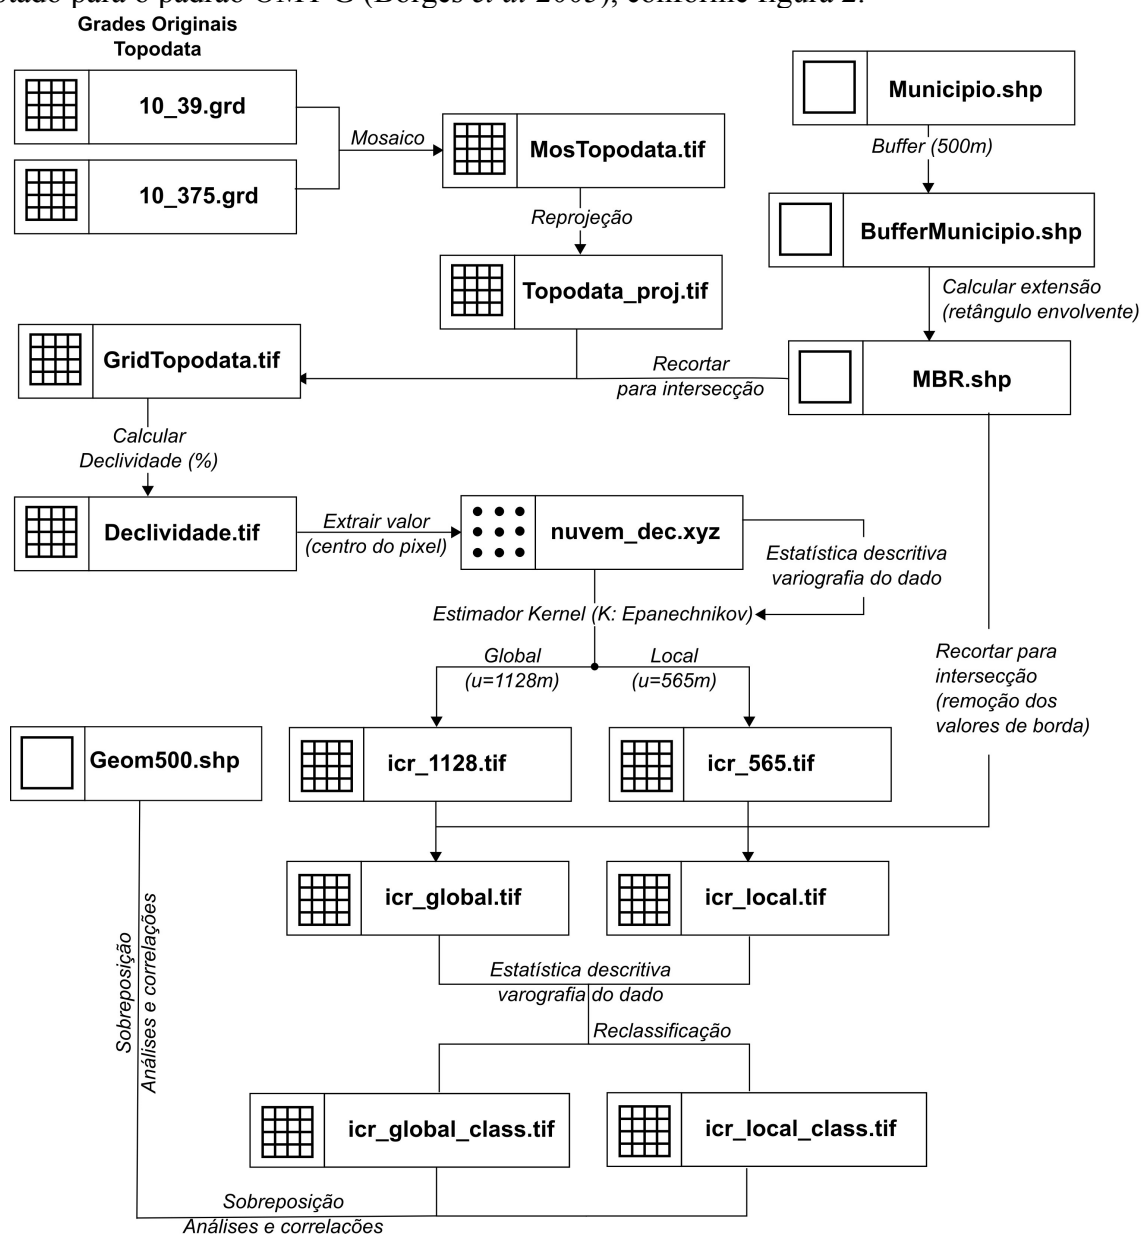 Grades Originais
Topodata
10_39.grd
10_375.grd
Mosaico
MosTopodata.tif
Municipio.shp
Buffer (500m)
Reprojeção
BufferMunicipio.shp
Topodata_proj.tif
Calcular extensão
(retângulo envolvente)
GridTopodata.tif
Recortar
para intersecção
MBR.shp
Calcular
Declividade (%)
Declividade.tif
Extrair valor
(centro do pixel)
nuvem_dec.xyz
Estatística descritiva
variografia do dado
Estimador Kernel (K: Epanechnikov)
Global
(u=1128m)
Local
(u=565m)
Recortar para
intersecção
(remoção dos
valores de borda)
Geom500.shp
icr_1128.tif
icr_565.tif
icr_global.tif
icr_local.tif
Sobreposição
Análises e correlações
Estatística descritiva
varografia do dado
Reclassificação
icr_global_class.tif
icr_local_class.tif
Sobreposição
Análises e correlacões